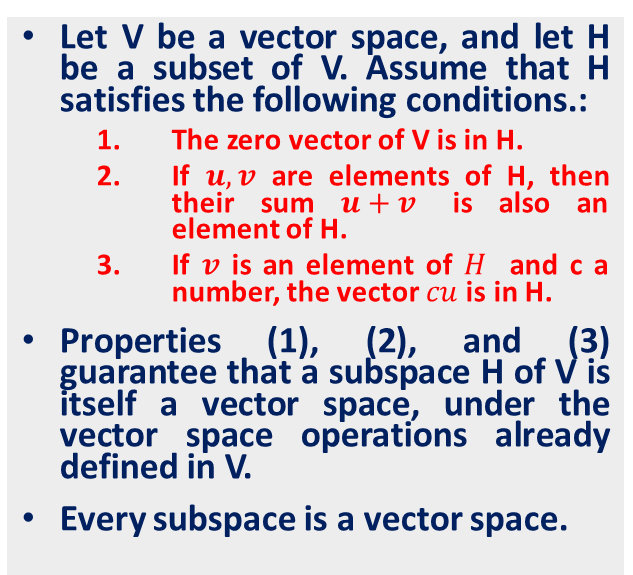 • Let V be a vector space, and let H
be a subset of V. Assume that H
satisfies the following conditions.:
1. The zero vector of V is in H.
2. If 𝒖, 𝒗 are elements of H, then
their sum 𝒖 + 𝒗 is also an
element of H.
3. If 𝒗 is an element of 𝐻 and c a
number, the vector 𝑐𝑢 is in H.
• Properties (1), (2), and (3)
guarantee that a subspace H of V is
itself a vector space, under the
vector space operations already
defined in V.
• Every subspace is a vector space.